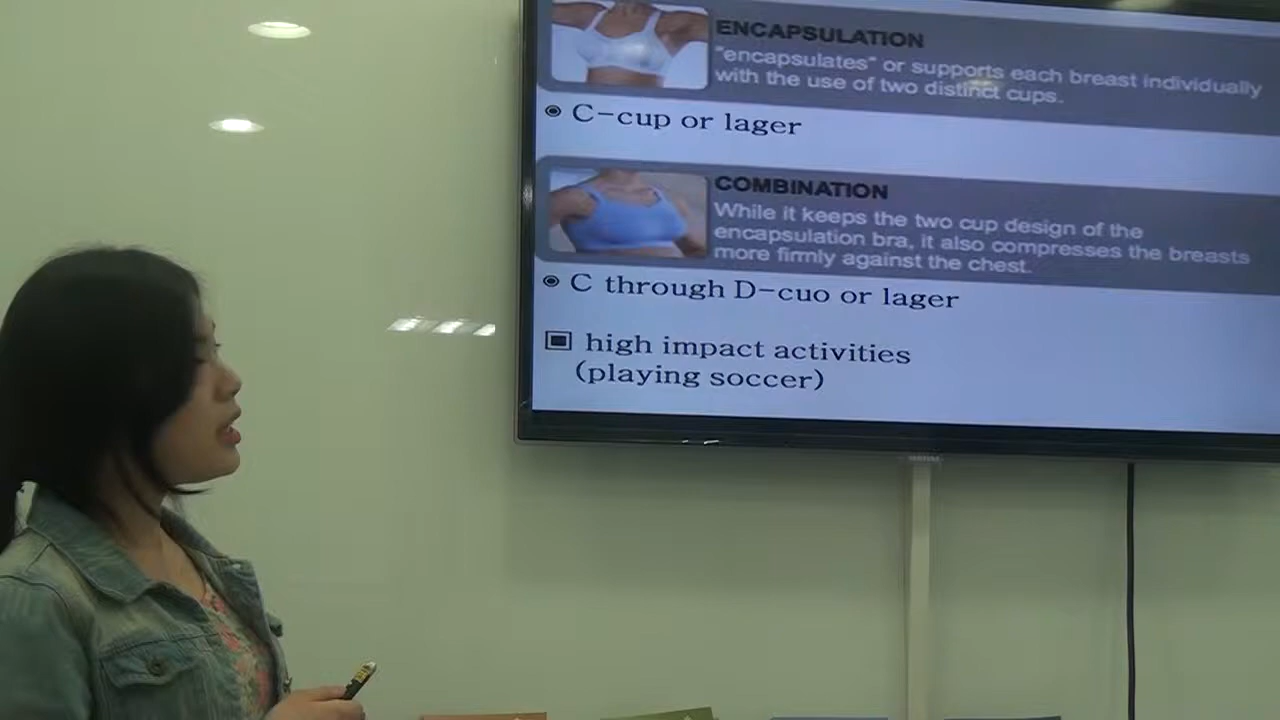 ENCAPSULATION
"encapsulates" or supports each breast individually
with the use of two distinct cups.
C-cup or lager
COMBINATION
While it keeps the two cup design of the
encapsulation bra, it also compresses the breasts
more firmly against the chest.
C through D-cuo or lager
high impact activities
(playing soccer)